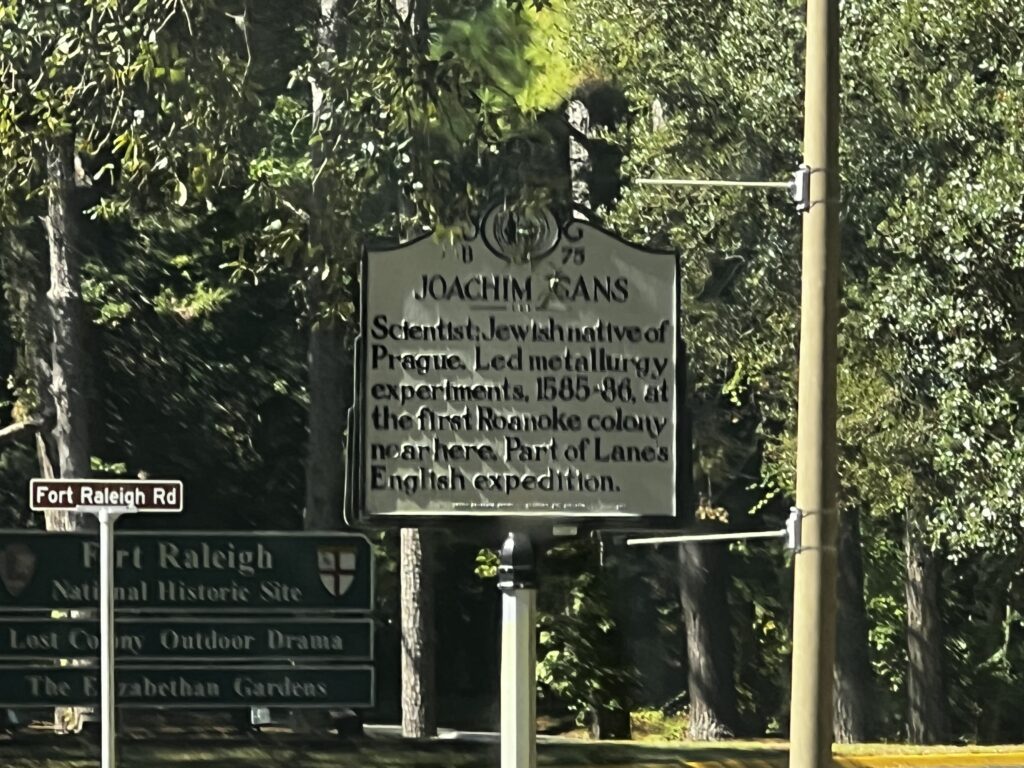 B 75
JOACHIM GANS
Scientist; Jewish native of
Prague. Led metallurgy
experiments, 1585-86, at
the first Roanoke colony
near here. Part of Lanes
English expedition.
Fort Raleigh Rd
Fort Raleigh
National Historic Site
Lost Colony Outdoor Drama
The Elizabethan Gardens